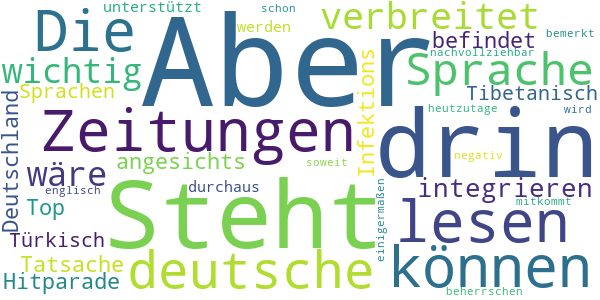 unterstützt
schon
Die
Aber
verbreitet
werden
befindet
bemerkt
wichtig
Sprache
nachvollziehbar
Sprachen
Infektions
Tibetanisch
Deutschland
Zeitungen
drin
heutzutage
wird
angesichts
soweit
negativ
wäre
durchaus
integrieren
englisch
Steht
lesen
mitkommt
Top
einigermaßen
Türkisch
Tatsache
deutsche
können
Hitparade
beherrschen